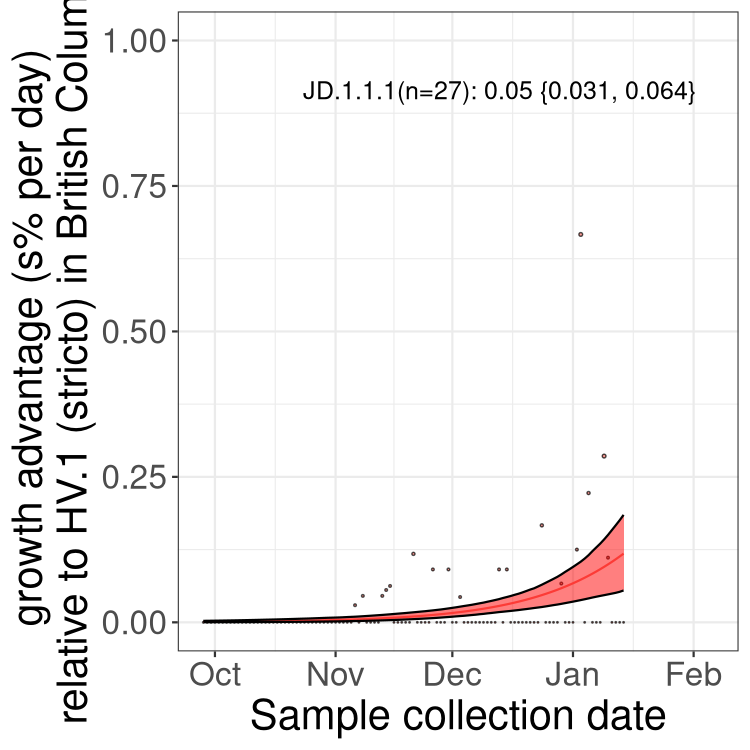 growth advantage (s% per day)
relative to HV.1 (stricto) in British Colum
1.00
0.75
0.50
0.25
0.00
JD.1.1.1(n=27): 0.05 {0.031, 0.064}
Oct Nov Dec Jan Feb
Sample collection date